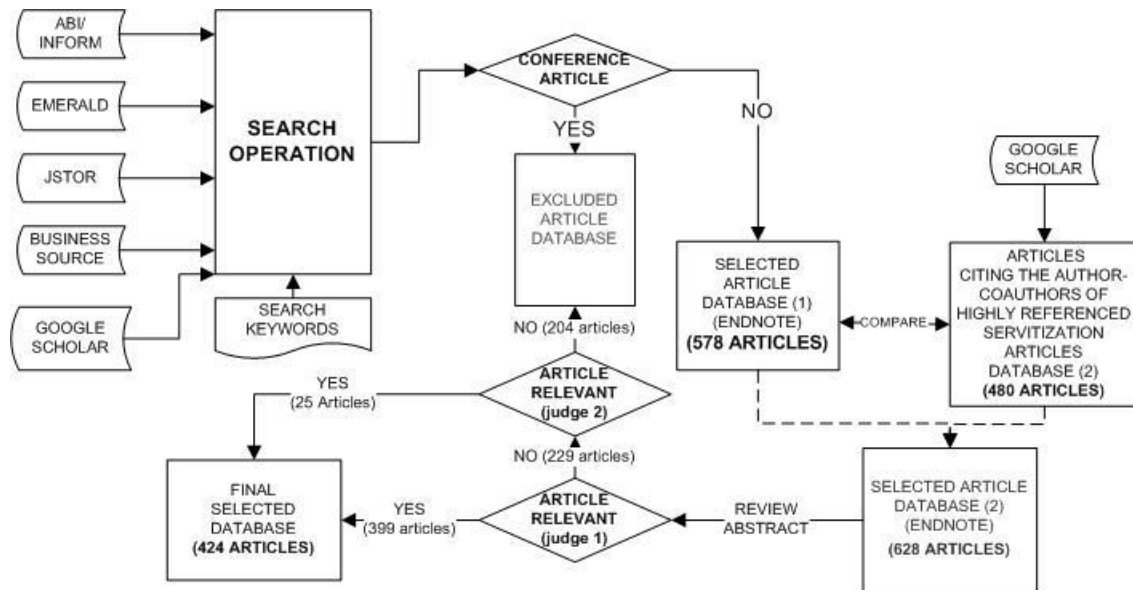 ABI/
INFORM
EMERALD
JSTOR
BUSINESS
SOURCE
GOOGLE
SCHOLAR
SEARCH
OPERATION
SEARCH
KEYWORDS
CONFERENCE
ARTICLE
YES
NO
EXCLUDED
ARTICLE
DATABASE
GOOGLE
SCHOLAR
SELECTED
ARTICLE
DATABASE (1)
(ENDNOTE)
(578 ARTICLES)
COMPARE
ARTICLES
CITING THE AUTHOR-
COAUTHORS OF
HIGHLY REFERENCED
SERVITIZATION
ARTICLES
DATABASE (2)
(480 ARTICLES)
NO (204 articles)
ARTICLE
RELEVANT
(judge 2)
YES
(25 Articles)
NO (229 articles)
FINAL
SELECTED
DATABASE
(424 ARTICLES)
YES
(399 articles)
ARTICLE
RELEVANT
(judge 1)
REVIEW
ABSTRACT
SELECTED ARTICLE
DATABASE (2)
(ENDNOTE)
(628 ARTICLES)